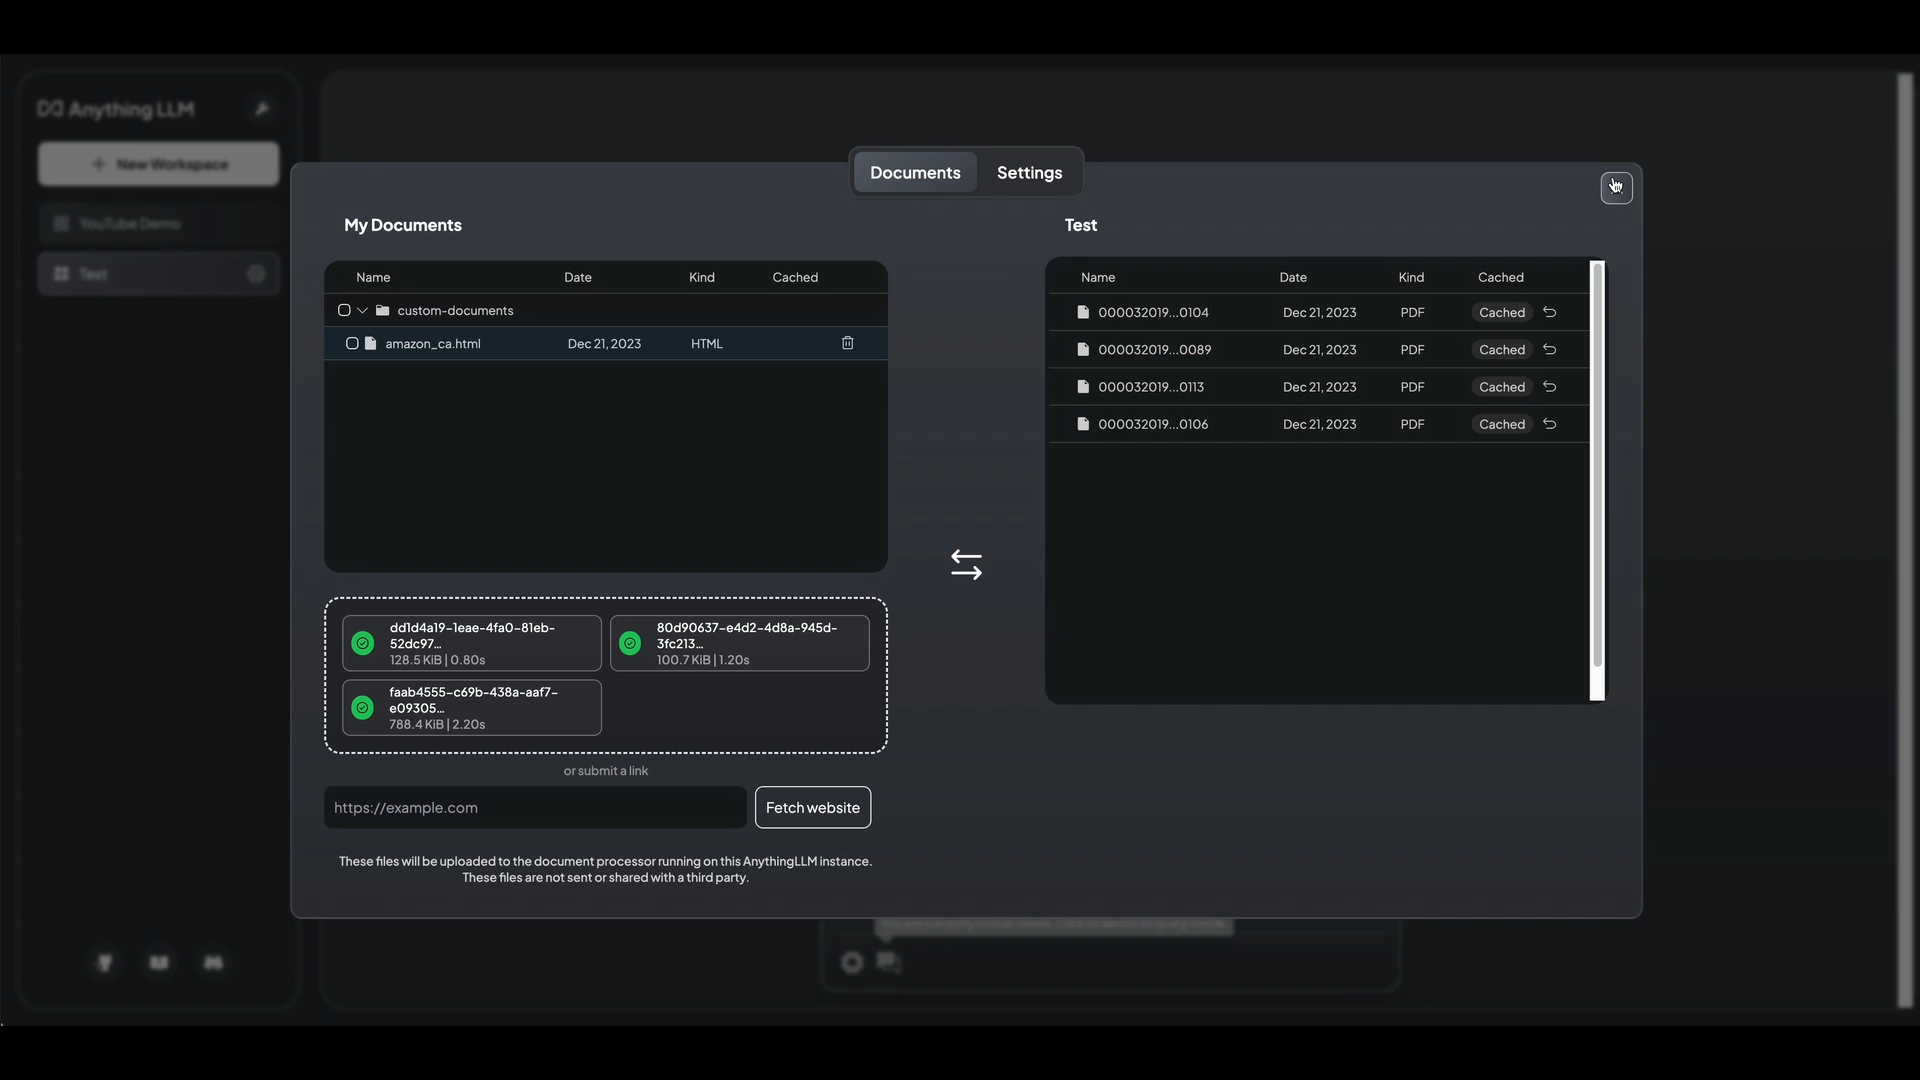 Anything LLM
New Workspace
YouTube Demo
Test
Documents
Settings
My Documents
Name Date Kind Cached
custom-documents
amazon_ca.html Dec 21, 2023 HTML
dd1d4a19-1eae-4fa0-81eb-
52dc97...
128.5 KiB | 0.80s
80d90637-e4d2-4d8a-945d-
3fc213...
100.7 KiB | 1.20s
faab4555-c69b-438a-aaf7-
e09305...
788.4 KiB | 2.20s
or submit a link
https://example.com
Fetch website
These files will be uploaded to the document processor running on this AnythingLLM instance.
These files are not sent or shared with a third party.
Test
Name Date Kind Cached
000032019...0104 Dec 21, 2023 PDF Cached
000032019...0089 Dec 21, 2023 PDF Cached
000032019...0113 Dec 21, 2023 PDF Cached
000032019...0106 Dec 21, 2023 PDF Cached